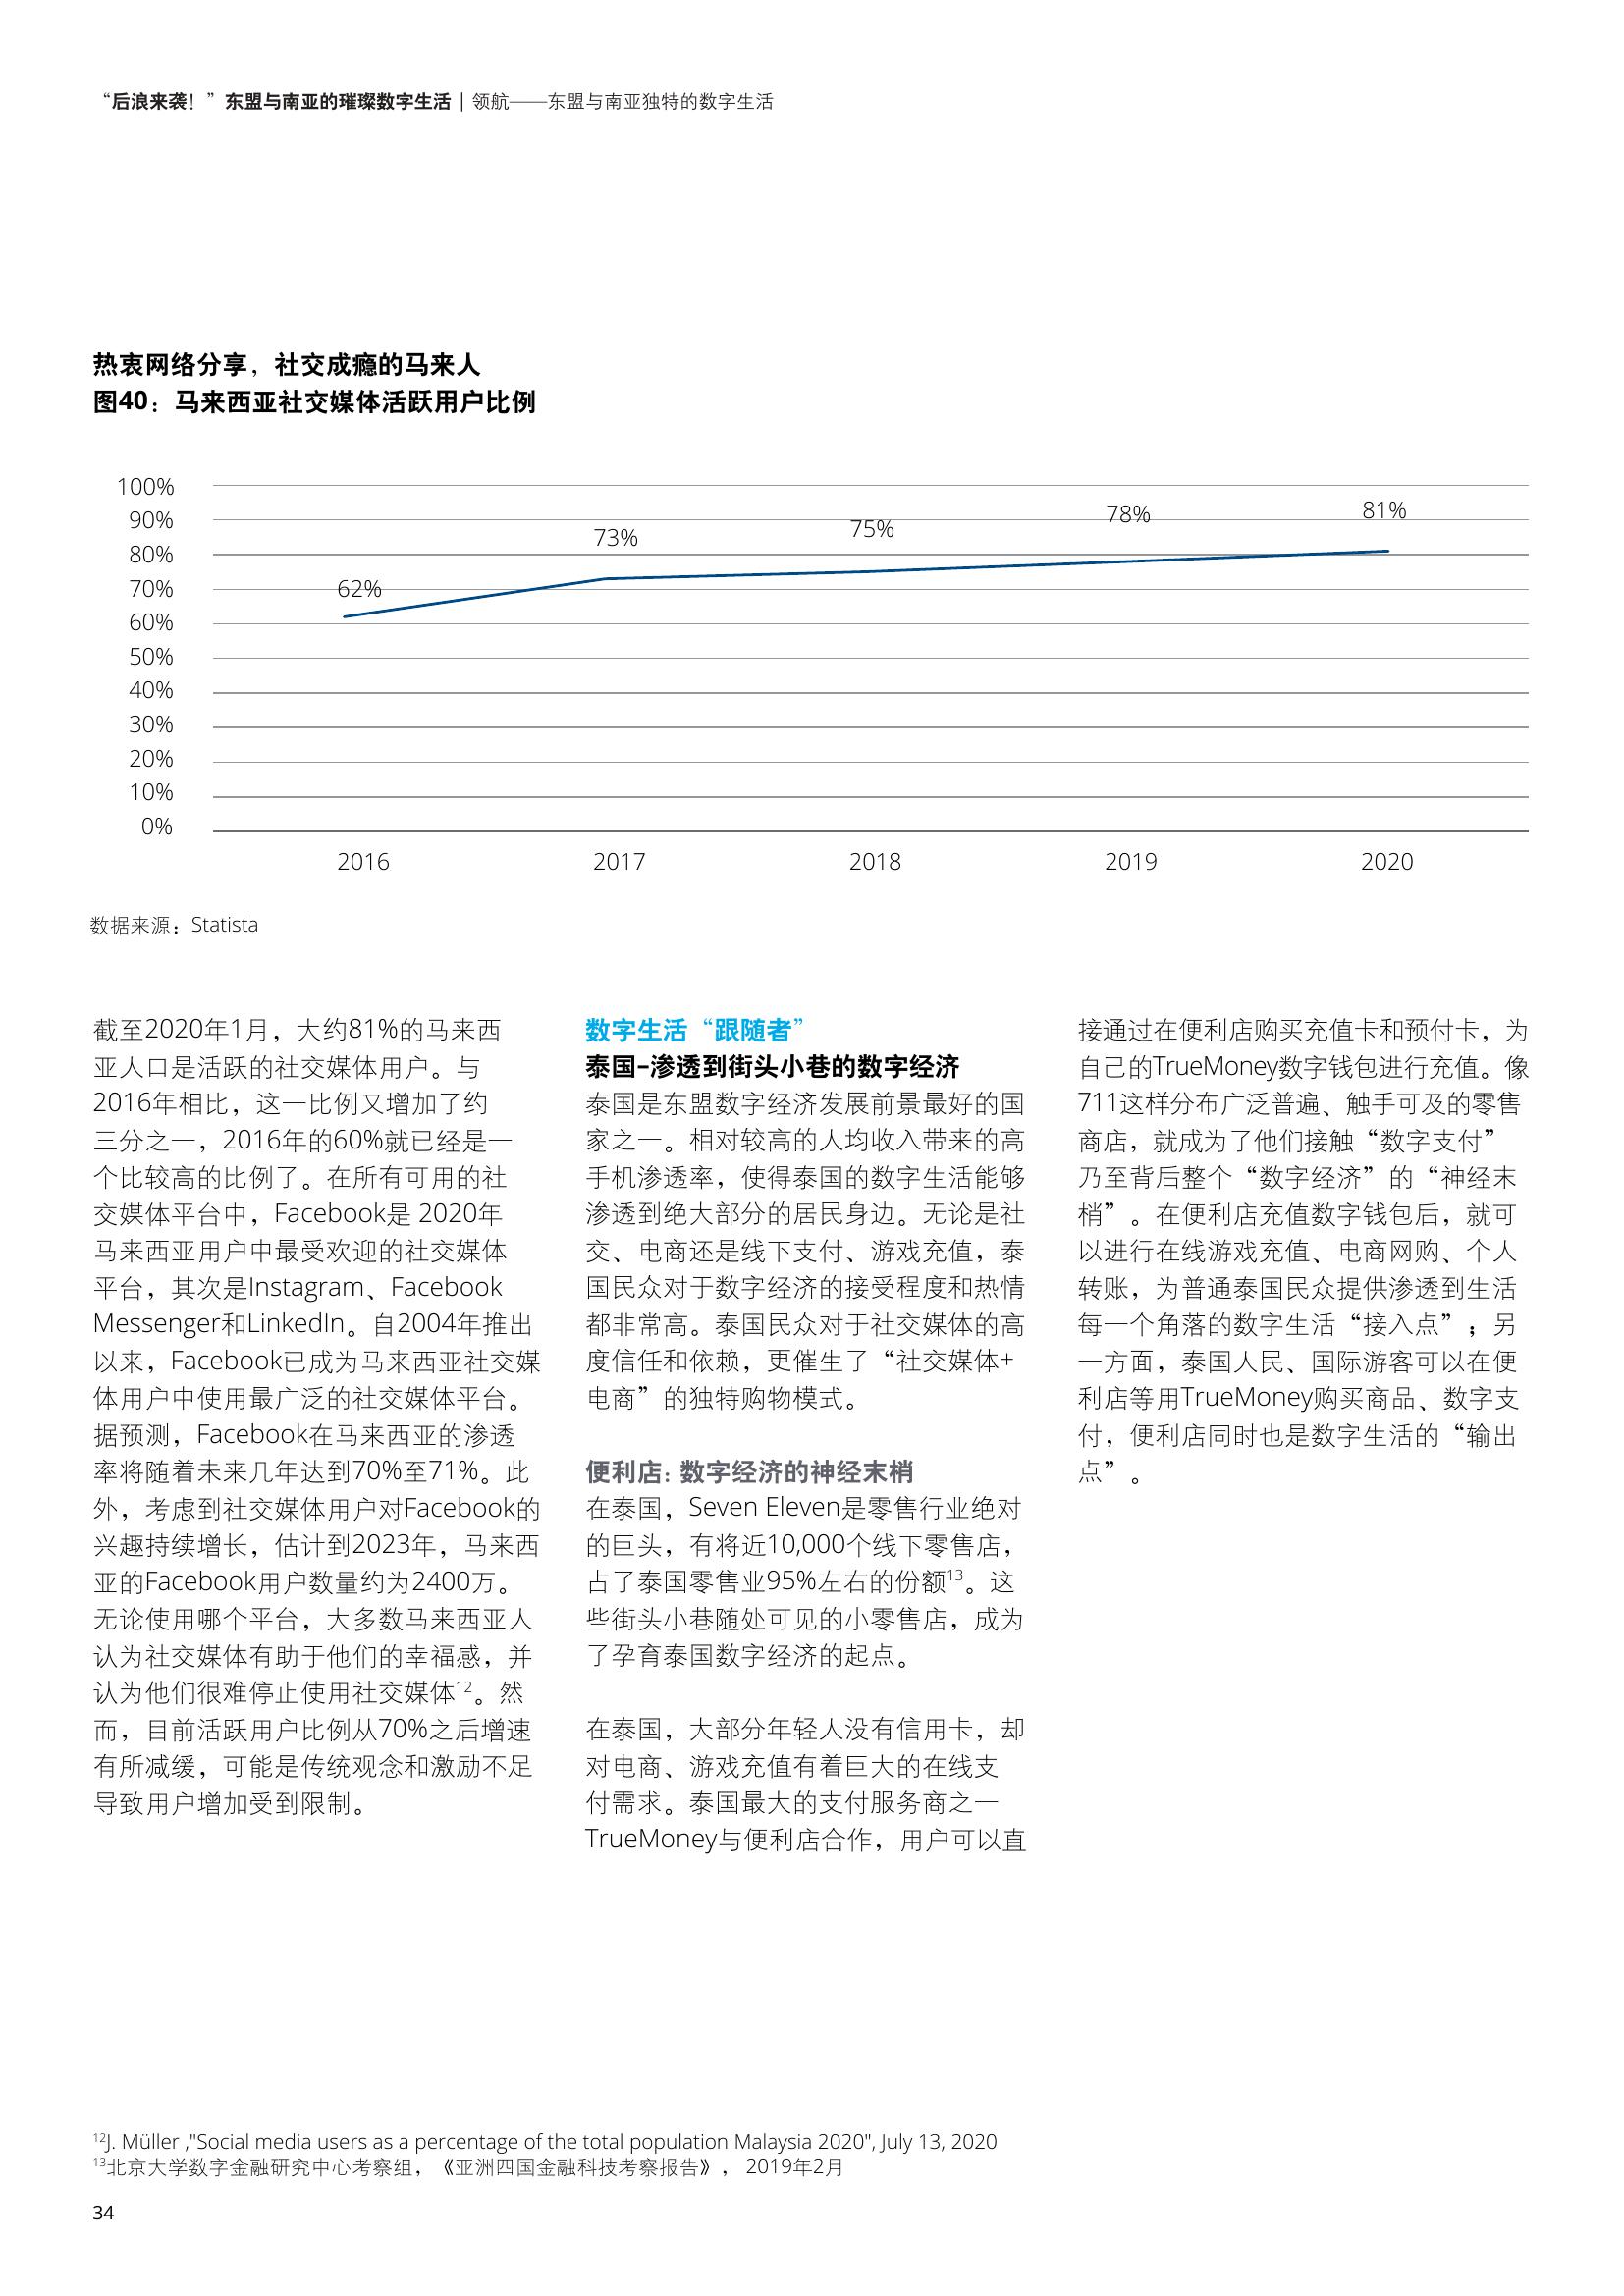 “后浪来袭！”东盟与南亚的璀璨数字生活 | 领航——东盟与南亚独特的数字生活
热衷网络分享，社交成瘾的马来人
图40：马来西亚社交媒体活跃用户比例
100%
90%
80%
70%
60%
50%
40%
30%
20%
10%
0%
62%
73%
75%
78%
81%
2016
2017
2018
2019
2020
数据来源：Statista
截至2020年1月，大约81%的马来西
亚人口是活跃的社交媒体用户。与
2016年相比，这一比例又增加了约
三分之一，2016年的60%就已经是一
个比较高的比例了。在所有可用的社
交媒体平台中，Facebook是 2020年
马来西亚用户中最受欢迎的社交媒体
平台，其次是Instagram、Facebook
Messenger和LinkedIn。自2004年推出
以来，Facebook已成为马来西亚社交媒
体用户中使用最广泛的社交媒体平台。
据预测，Facebook在马来西亚的渗透
率将随着未来几年达到70%至71%。此
外，考虑到社交媒体用户对Facebook的
兴趣持续增长，估计到2023年，马来西
亚的Facebook用户数量约为2400万。
无论使用哪个平台，大多数马来西亚人
认为社交媒体有助于他们的幸福感，并
认为他们很难停止使用社交媒体12。然
而，目前活跃用户比例从70%之后增速
有所减缓，可能是传统观念和激励不足
导致用户增加受到限制。
数字生活“跟随者”
泰国–渗透到街头小巷的数字经济
泰国是东盟数字经济发展前景最好的国
家之一。相对较高的人均收入带来的高
手机渗透率，使得泰国的数字生活能够
渗透到绝大部分的居民身边。无论是社
交、电商还是线下支付、游戏充值，泰
国民众对于数字经济的接受程度和热情
都非常高。泰国民众对于社交媒体的高
度信任和依赖，更催生了“社交媒体+
电商”的独特购物模式。
便利店：数字经济的神经末梢
在泰国，Seven Eleven是零售行业绝对
的巨头，有将近10,000个线下零售店，
占了泰国零售业95%左右的份额13。这
些街头小巷随处可见的小零售店，成为
了孕育泰国数字经济的起点。
在泰国，大部分年轻人没有信用卡，却
对电商、游戏充值有着巨大的在线支
付需求。泰国最大的支付服务商之一
TrueMoney与便利店合作，用户可以直
接通过在便利店购买充值卡和预付卡，为
自己的TrueMoney数字钱包进行充值。像
711这样分布广泛普遍、触手可及的零售
商店，就成为了他们接触“数字支付”
乃至背后整个“数字经济”的“神经末
梢”。在便利店充值数字钱包后，就可
以进行在线游戏充值、电商网购、个人
转账，为普通泰国民众提供渗透到生活
每一个角落的数字生活“接入点”；另
一方面，泰国人民、国际游客可以在便
利店等用TrueMoney购买商品、数字支
付，便利店同时也是数字生活的“输出
点”。
12J. Müller ,"Social media users as a percentage of the total population Malaysia 2020", July 13, 2020
13北京大学数字金融研究中心考察组，《亚洲四国金融科技考察报告》， 2019年2月
34